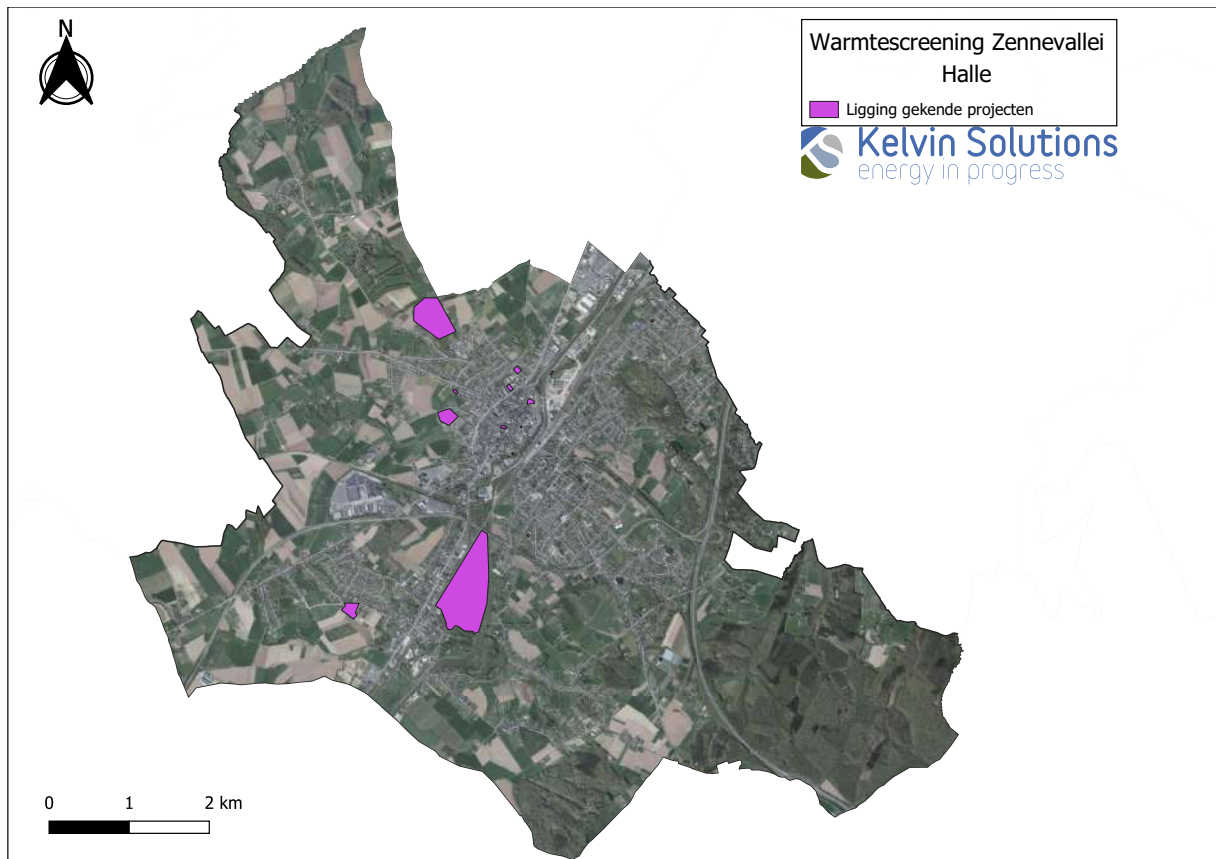 N
Warmtescreening Zennevallei
Halle
Ligging gekende projecten
Kelvin Solutions
energy in progress
0 1 2 km